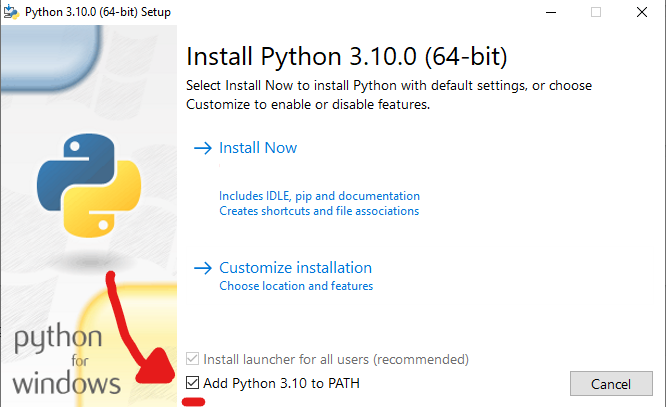 Python 3.10.0 (64-bit) Setup
Install Python 3.10.0 (64-bit)
Select Install Now to install Python with default settings, or choose
Customize to enable or disable features.
Install Now
Includes IDLE, pip and documentation
Creates shortcuts and file associations
Customize installation
Choose location and features
python
for
windows
Install launcher for all users (recommended)
Add Python 3.10 to PATH
Cancel